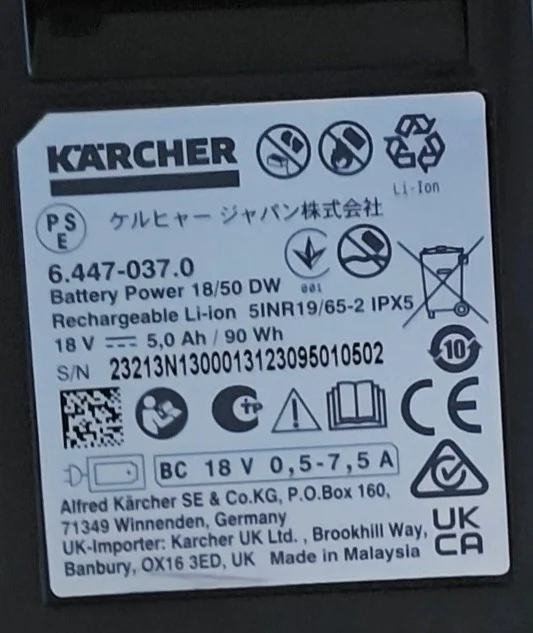 KÄRCHER
Li-Ion
PS
E
ケルヒャー ジャパン株式会社
6.447-037.0
001
Battery Power 18/50 DW
Rechargeable Li-ion 5INR19/65-2 IPX5
18 V ⎓ 5,0 Ah / 90 Wh
10
S/N 23213N1300013123095010502
TP
CE
BC 18 V 0,5-7,5 A
Alfred Kärcher SE & Co.KG, P.O.Box 160,
71349 Winnenden, Germany
UK-Importer: Karcher UK Ltd. , Brookhill Way,
Banbury, OX16 3ED, UK Made in Malaysia
UK
CA